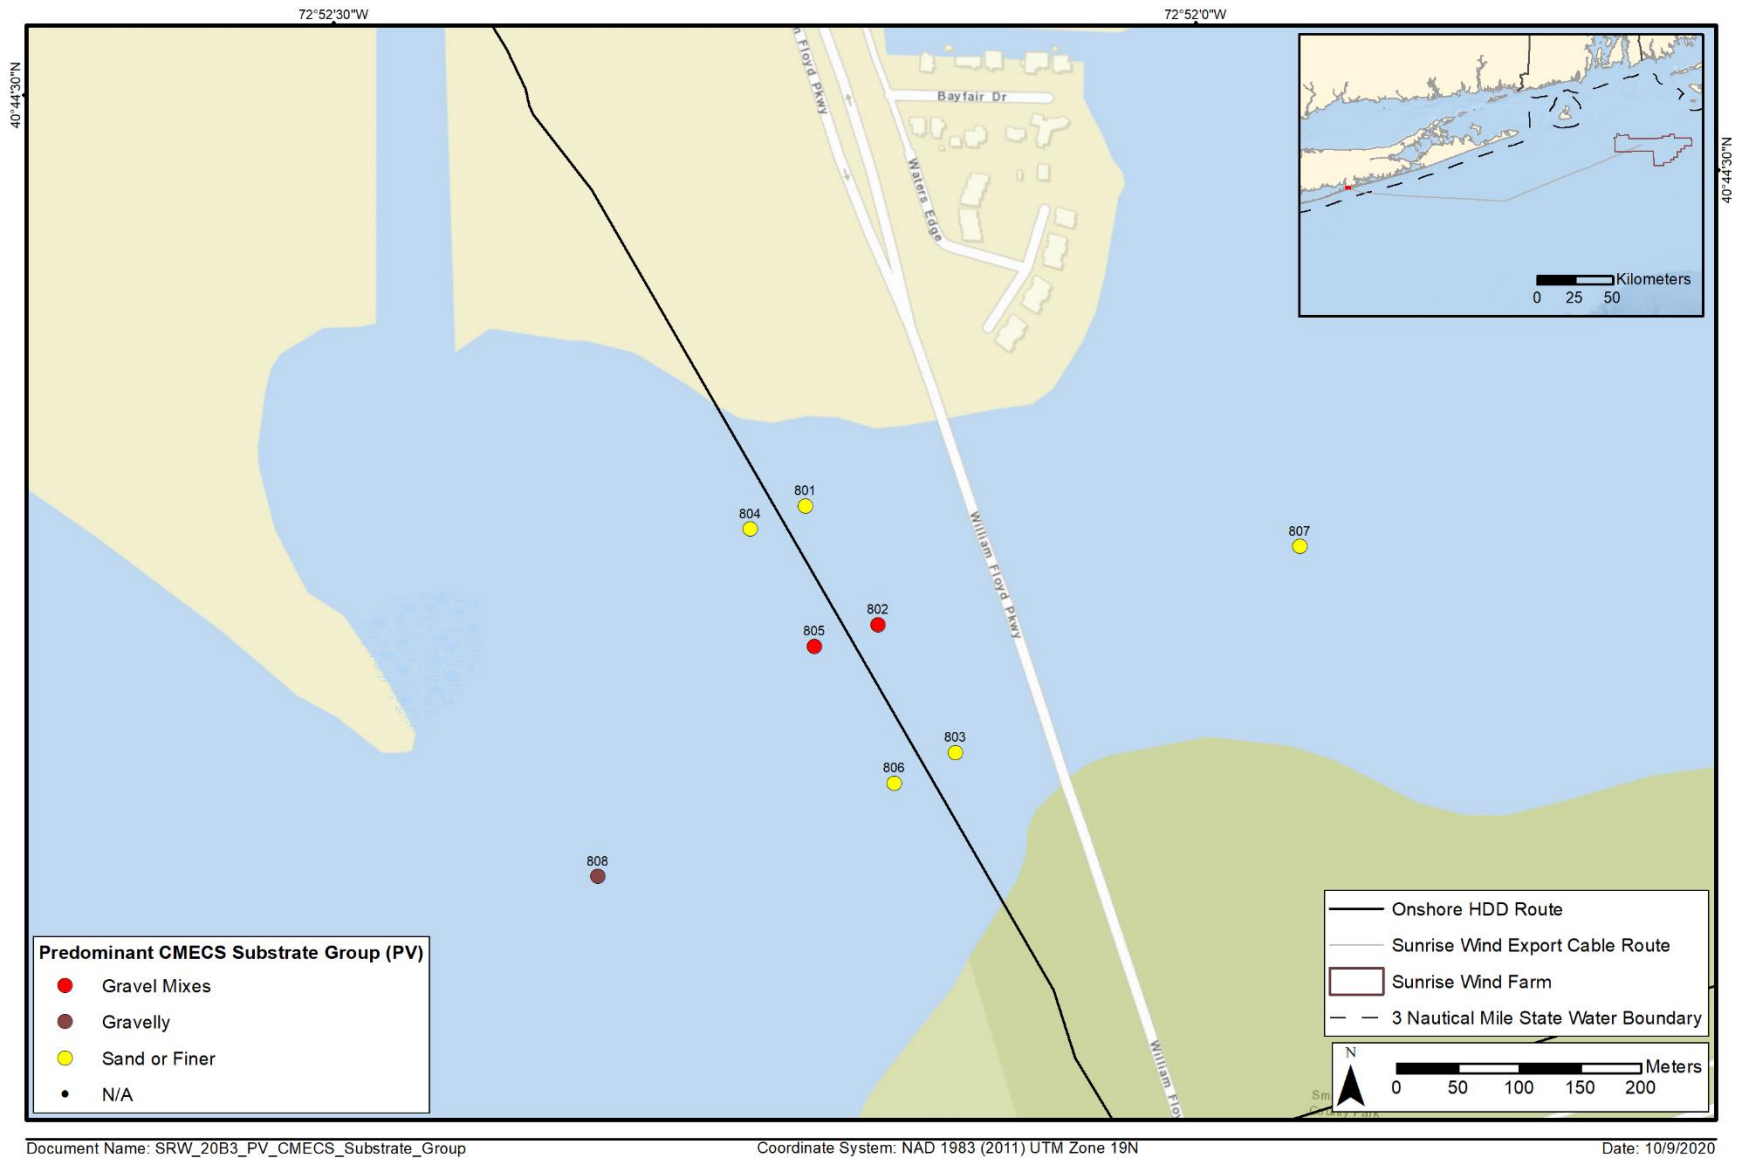 72°52'30"W
72°52'0"W
40°44'30"N
40°44'30"N
m Floyd Pkwy
Bayfair Dr
Waters Edge
Kilometers
0 25 50
801
804
807
William Floyd Pkwy
802
805
803
806
808
William Floy
Predominant CMECS Substrate Group (PV)
Gravel Mixes
Gravelly
Sand or Finer
N/A
Onshore HDD Route
Sunrise Wind Export Cable Route
Sunrise Wind Farm
3 Nautical Mile State Water Boundary
N
Meters
0 50 100 150 200
Sm
County Park
Document Name: SRW_20B3_PV_CMECS_Substrate_Group
Coordinate System: NAD 1983 (2011) UTM Zone 19N
Date: 10/9/2020